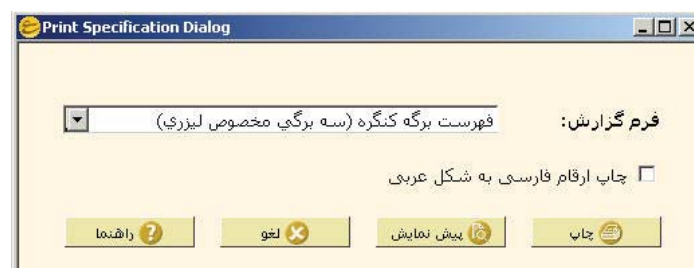 Print Specification Dialog
فرم گزارش: فهرست برگه كنگره (سه برگي مخصوص ليزري)
چاپ ارقام فارسی به شکل عربی
چاپ پیش نمایش لغو راهنما